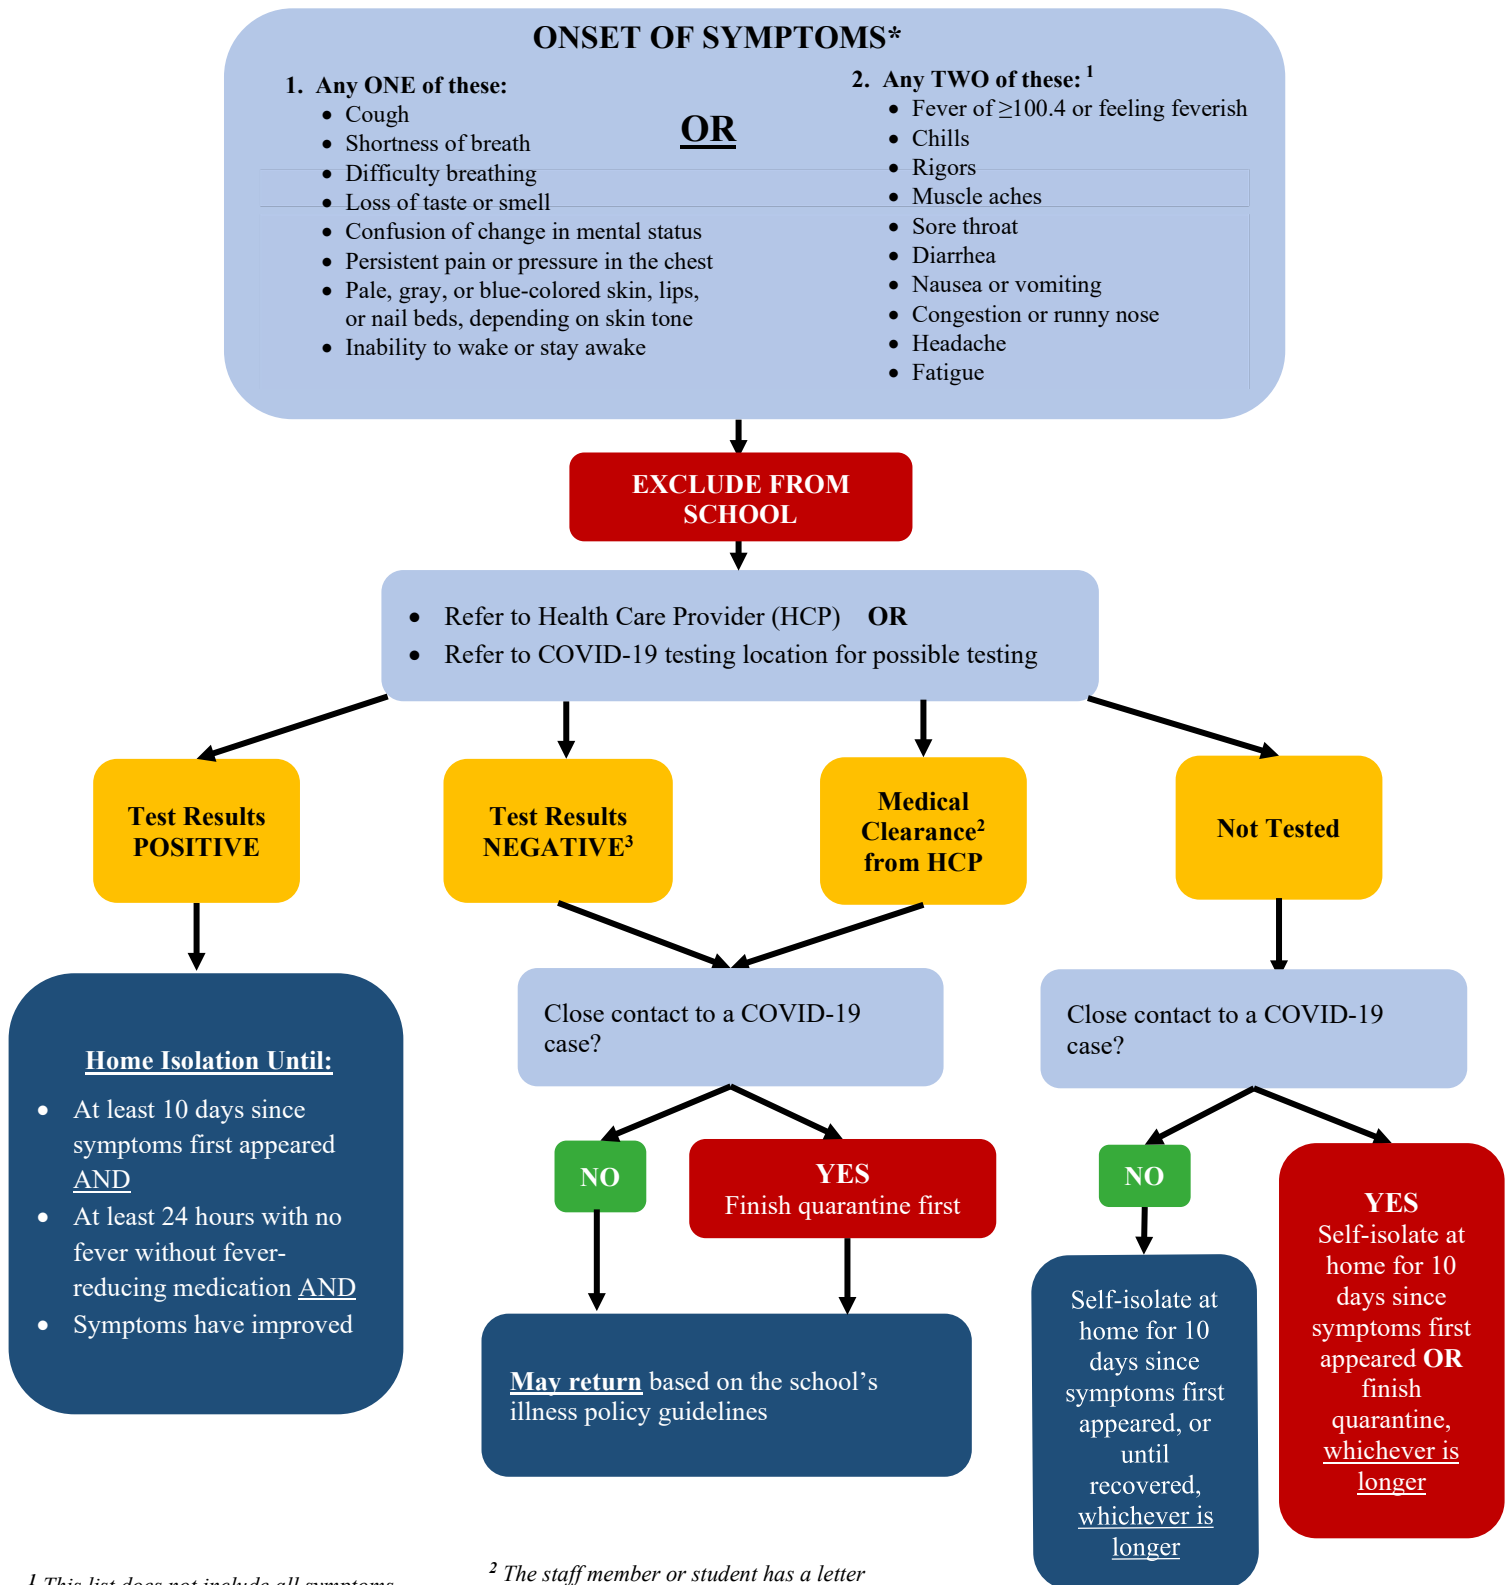 ONSET OF SYMPTOMS*
1. Any ONE of these:
• Cough
• Shortness of breath
• Difficulty breathing
• Loss of taste or smell
• Confusion of change in mental status
• Persistent pain or pressure in the chest
• Pale, gray, or blue-colored skin, lips,
or nail beds, depending on skin tone
• Inability to wake or stay awake
OR
2. Any TWO of these: 1
• Fever of ≥100.4 or feeling feverish
• Chills
• Rigors
• Muscle aches
• Sore throat
• Diarrhea
• Nausea or vomiting
• Congestion or runny nose
• Headache
• Fatigue
EXCLUDE FROM
SCHOOL
• Refer to Health Care Provider (HCP) OR
• Refer to COVID-19 testing location for possible testing
Test Results
POSITIVE
Test Results
NEGATIVE3
Medical
Clearance2
from HCP
Not Tested
Home Isolation Until:
• At least 10 days since
symptoms first appeared
AND
• At least 24 hours with no
fever without fever-
reducing medication AND
• Symptoms have improved
Close contact to a COVID-19
case?
NO
YES
Finish quarantine first
May return based on the school's
illness policy guidelines
Close contact to a COVID-19
case?
NO
Self-isolate at
home for 10
days since
symptoms first
appeared, or
until
recovered,
whichever is
longer
YES
Self-isolate at
home for 10
days since
symptoms first
appeared OR
finish
quarantine,
whichever is
longer
1 This list does not include all symptoms
2 The staff member or student has a letter